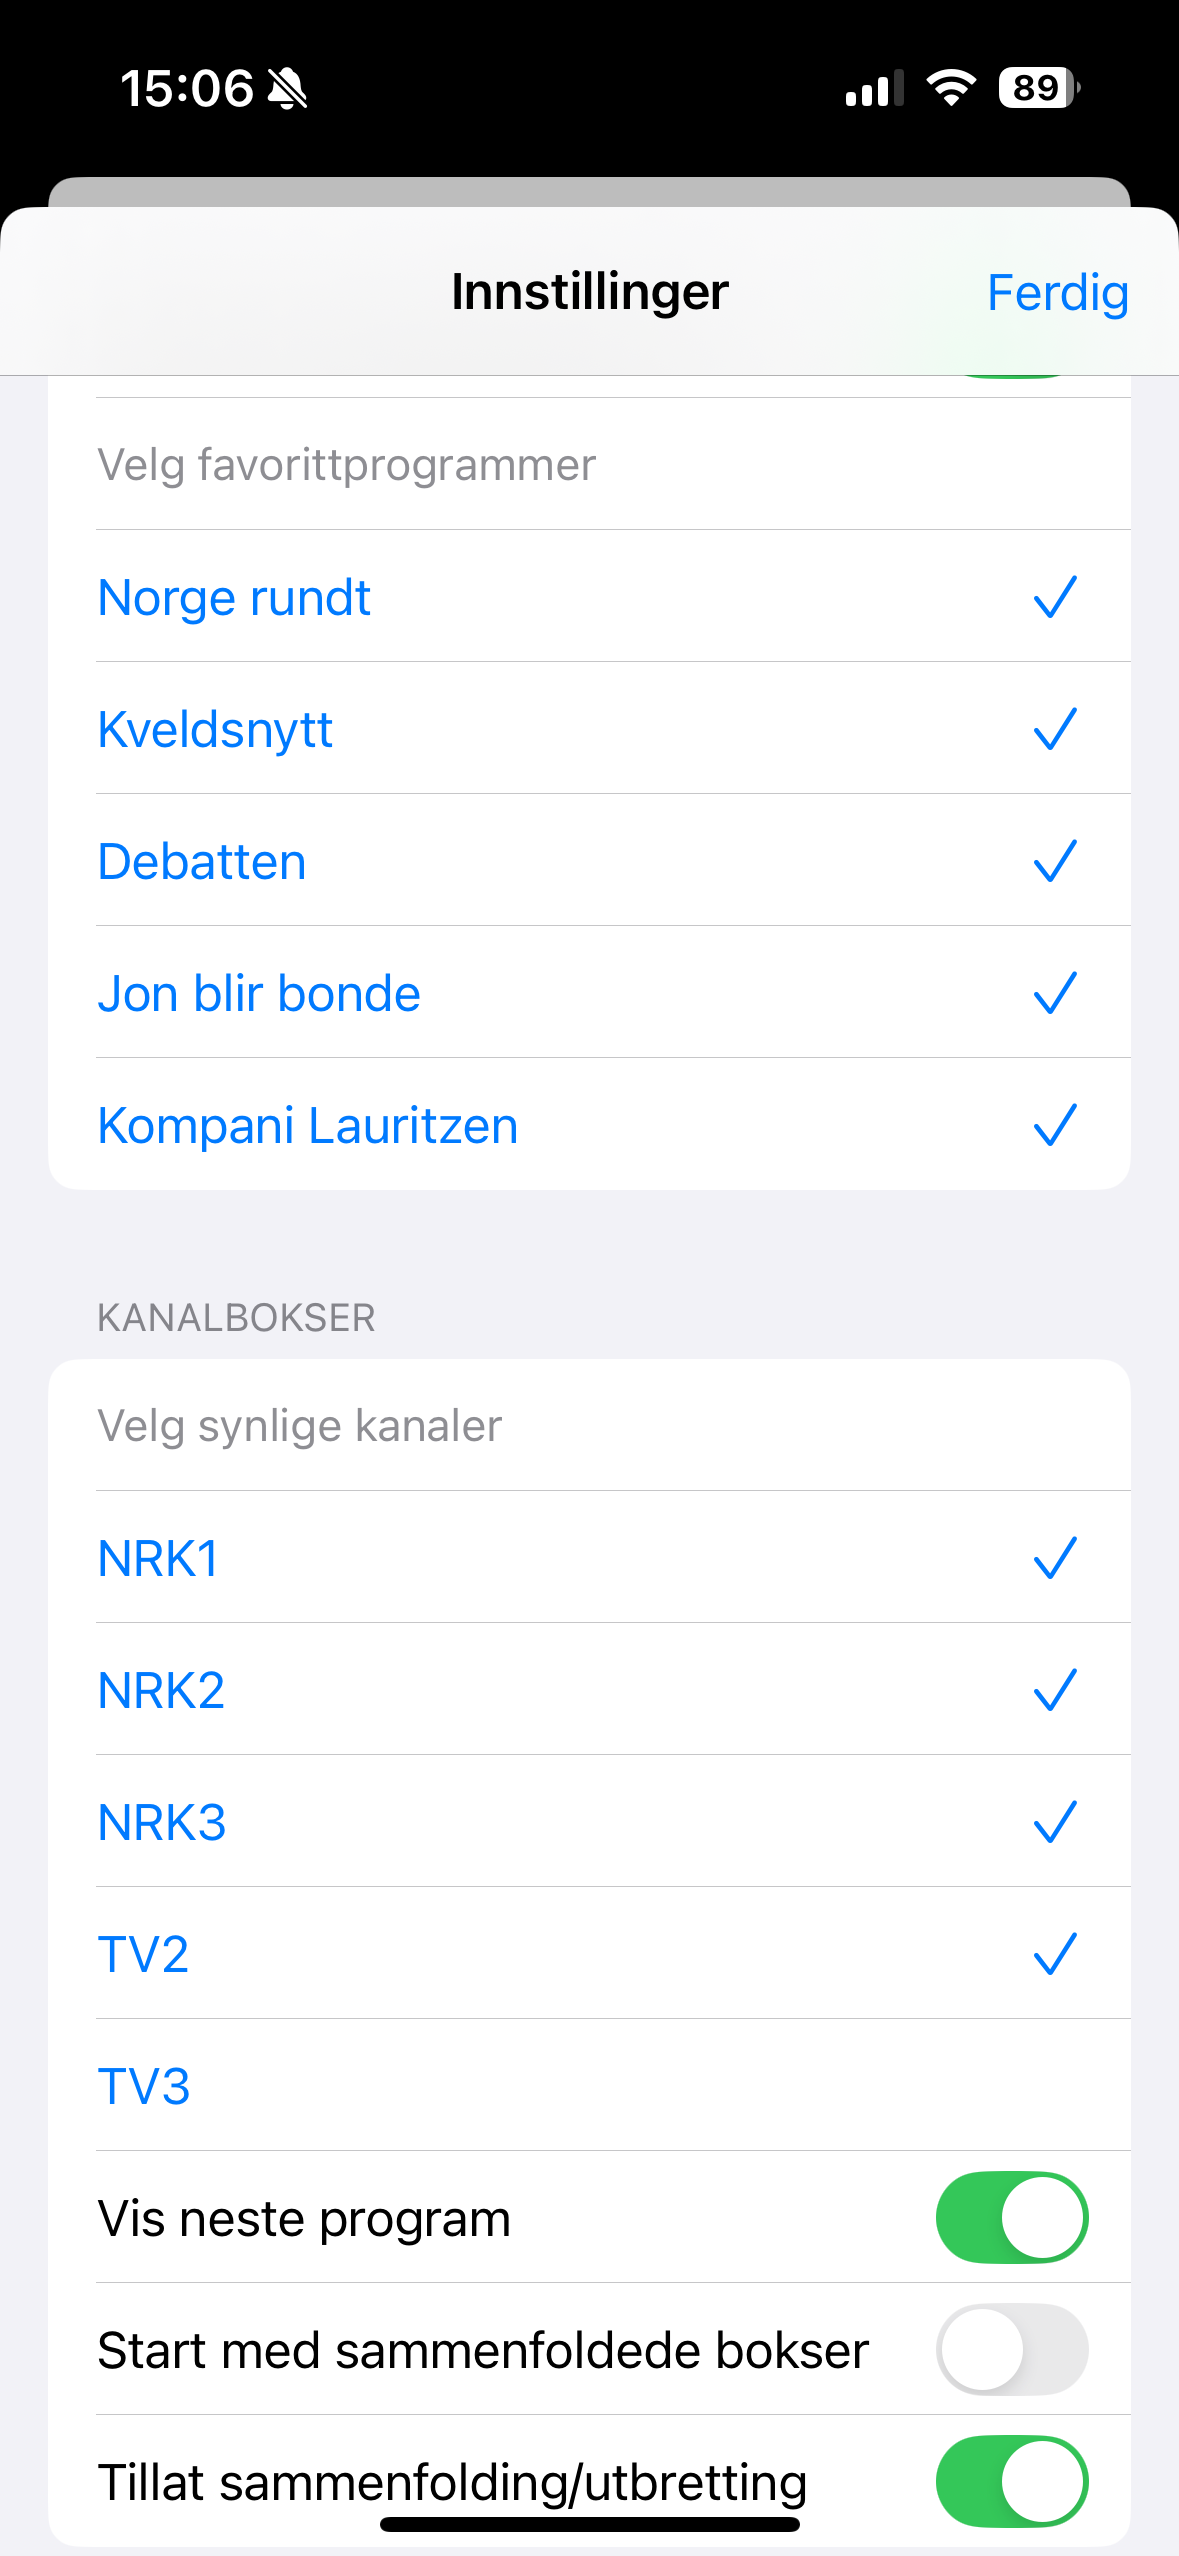 15:06
89
Innstillinger
Ferdig
Velg favorittprogrammer
Norge rundt
Kveldsnytt
Debatten
Jon blir bonde
Kompani Lauritzen
KANALBOKSER
Velg synlige kanaler
NRK1
NRK2
NRK3
TV2
TV3
Vis neste program
Start med sammenfoldede bokser
Tillat sammenfolding/utbretting